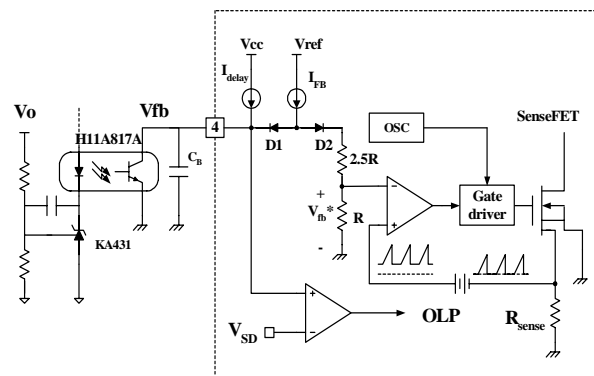 Vcc
Vref
I delay
I FB
Vo
Vfb
SenseFET
H11A817A
4
OSC
D1
D2
C B
2.5R
+
V fb *
R
-
−
+
Gate
driver
KA431
+
−
OLP
V SD
R sense